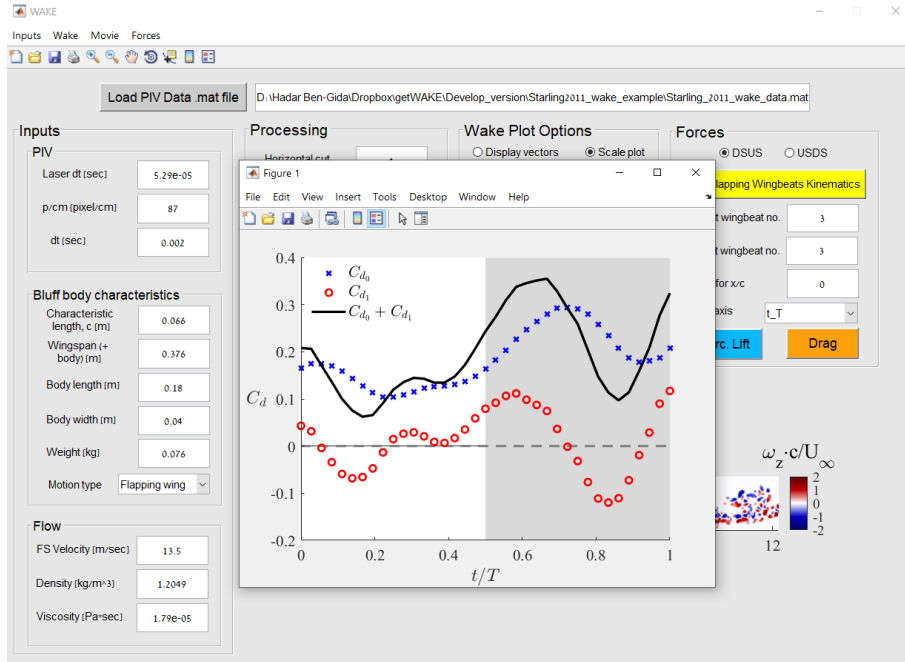 WAKE
Inputs Wake Movie Forces
Load PIV Data .mat file D:\Hadar Ben-Gida\Dropbox\getWAKE\Develop_version\Starling2011_wake_example\Starling_2011_wake_data.mat
Inputs
PIV
Laser dt [sec] 5.29e-05
p/cm [pixel/cm] 87
dt [sec] 0.002
Bluff body characteristics
Characteristic
length, c [m] 0.066
Wingspan (+
body) [m] 0.376
Body length [m] 0.18
Body width [m] 0.04
Weight [kg] 0.076
Motion type Flapping wing
Flow
FS Velocity [m/sec] 13.5
Density [kg/m^3] 1.2049
Viscosity [Pa*sec] 1.79e-05
Processing
Horizontal cut
Wake Plot Options
Display vectors Scale plot
Forces
DSUS USDS
lapping Wingbeats Kinematics
t wingbeat no. 3
t wingbeat no. 3
for x/c 0
axis t_T
rc. Lift Drag
Figure 1
File Edit View Insert Tools Desktop Window Help
C_{d_0}
C_{d_1}
C_{d_0} + C_{d_1}
C_d
0.4
0.3
0.2
0.1
0
-0.1
-0.2
0 0.2 0.4 0.6 0.8 1
t/T
ω_z·c/U_∞
2
1
0
-1
-2
12